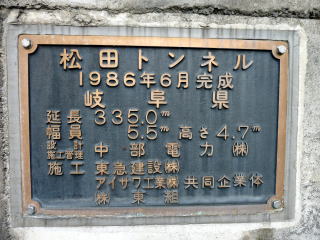 松田トンネル
1986年6月完成
岐阜県
延長 335.0m
幅員 5.5m 高さ4.7m
設計
施工管理 中部電力㈱
施工 東急建設㈱
アイサワ工業㈱ 共同企業体
㈱東湘